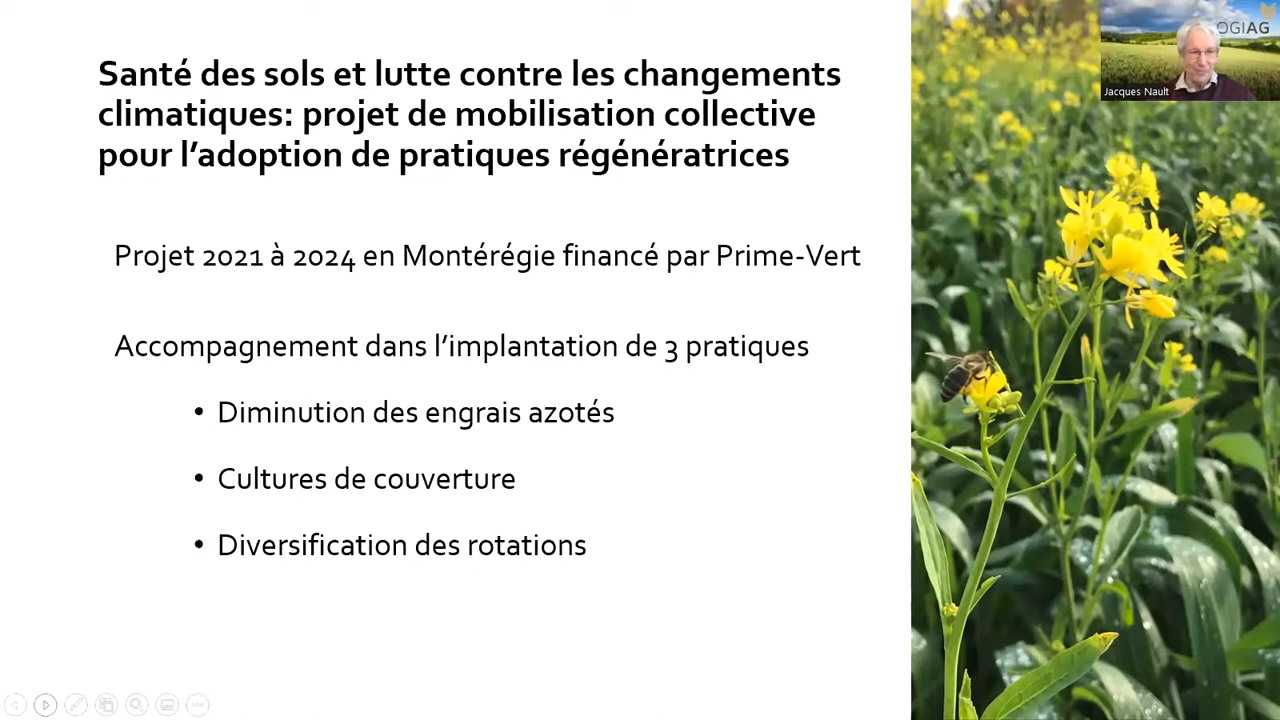 Santé des sols et lutte contre les changements
climatiques: projet de mobilisation collective
pour l’adoption de pratiques régénératrices
Projet 2021 à 2024 en Montérégie financé par Prime-Vert
Accompagnement dans l’implantation de 3 pratiques
• Diminution des engrais azotés
• Cultures de couverture
• Diversification des rotations
OGIAG
Jacques Nault